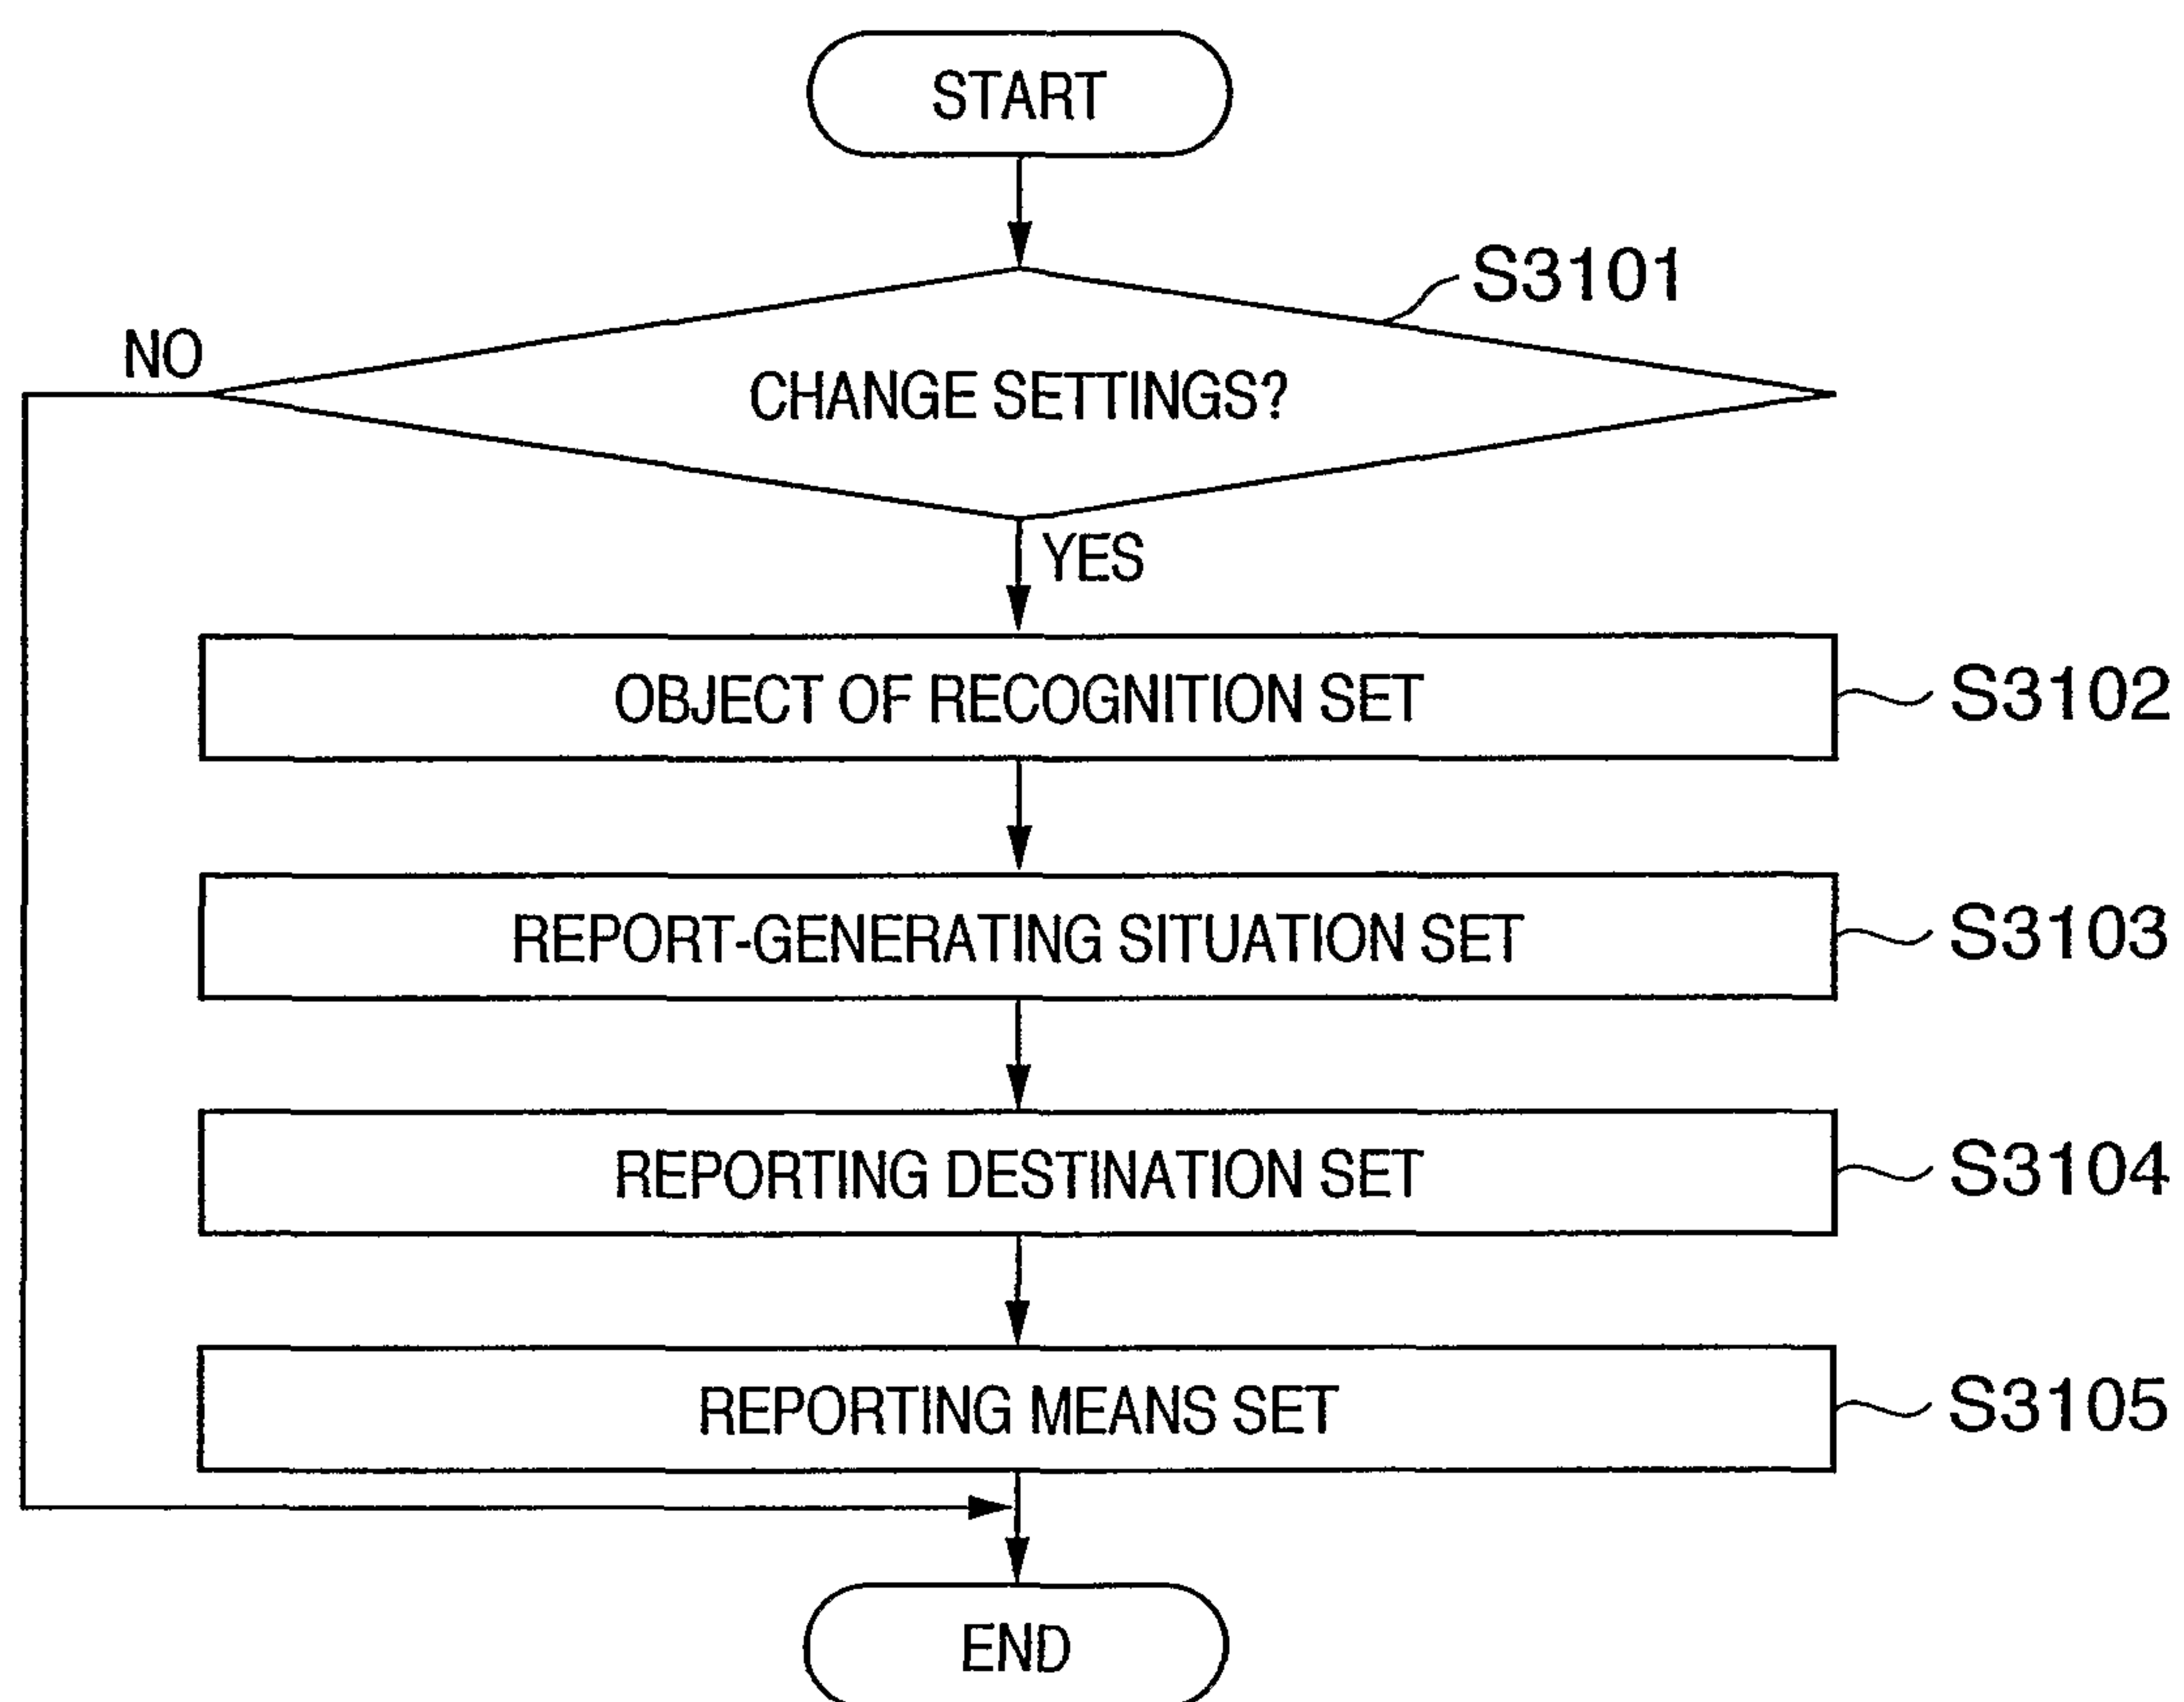 START
S3101
NO
CHANGE SETTINGS?
YES
OBJECT OF RECOGNITION SET
S3102
REPORT-GENERATING SITUATION SET
S3103
REPORTING DESTINATION SET
S3104
REPORTING MEANS SET
S3105
END